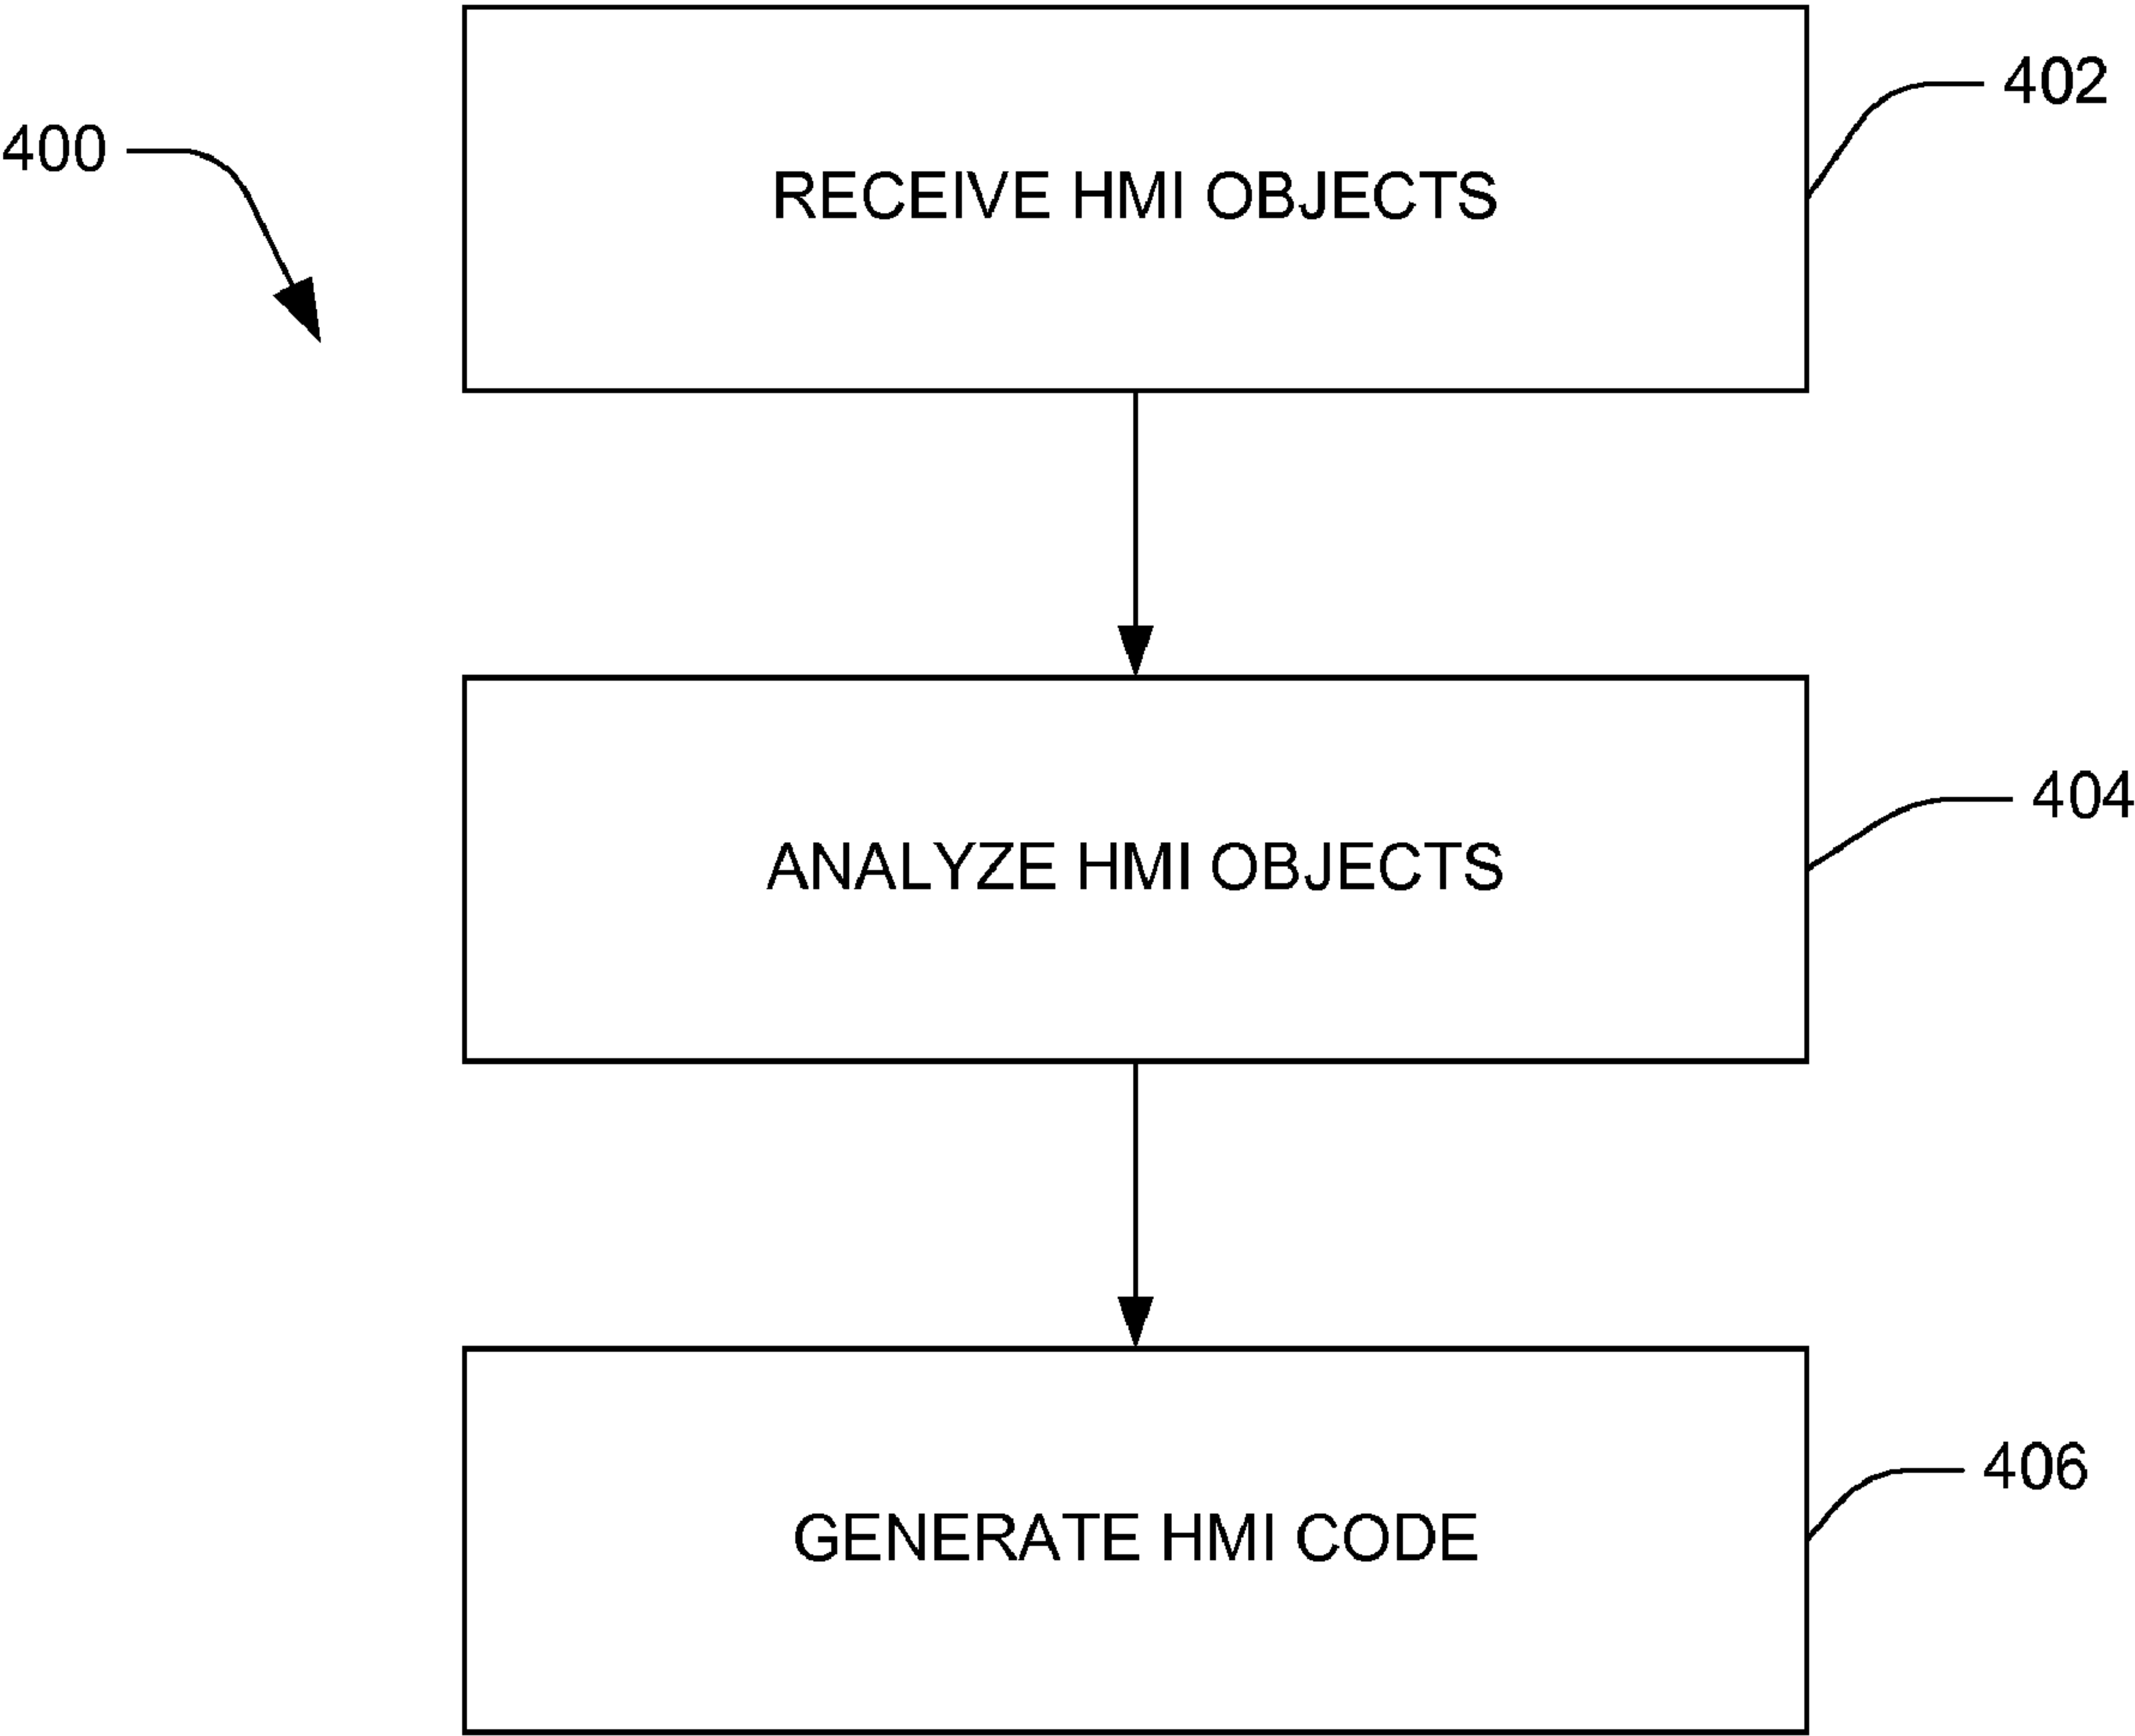 402
400
RECEIVE HMI OBJECTS
404
ANALYZE HMI OBJECTS
406
GENERATE HMI CODE